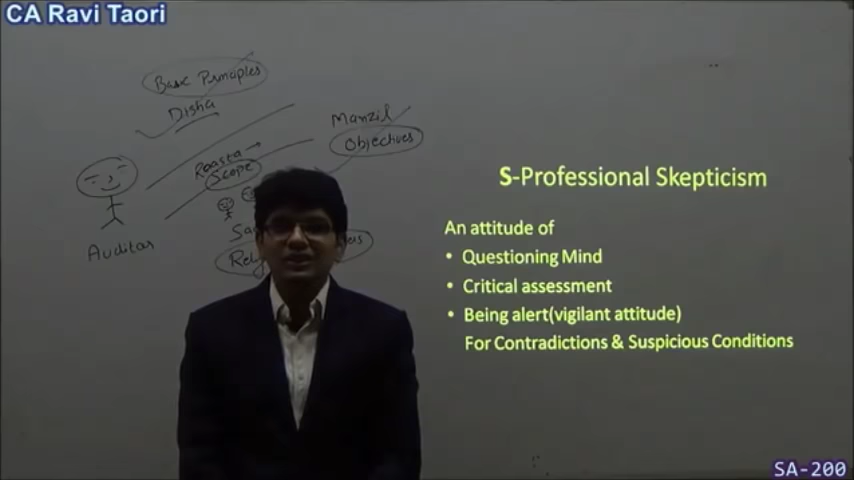 CA Ravi Taori
Basic Principles
Disha
Manzil
Objectives
Raasta
Scope
Auditor
S-Professional Skepticism
An attitude of
• Questioning Mind
• Critical assessment
• Being alert(vigilant attitude)
For Contradictions & Suspicious Conditions
SA-200